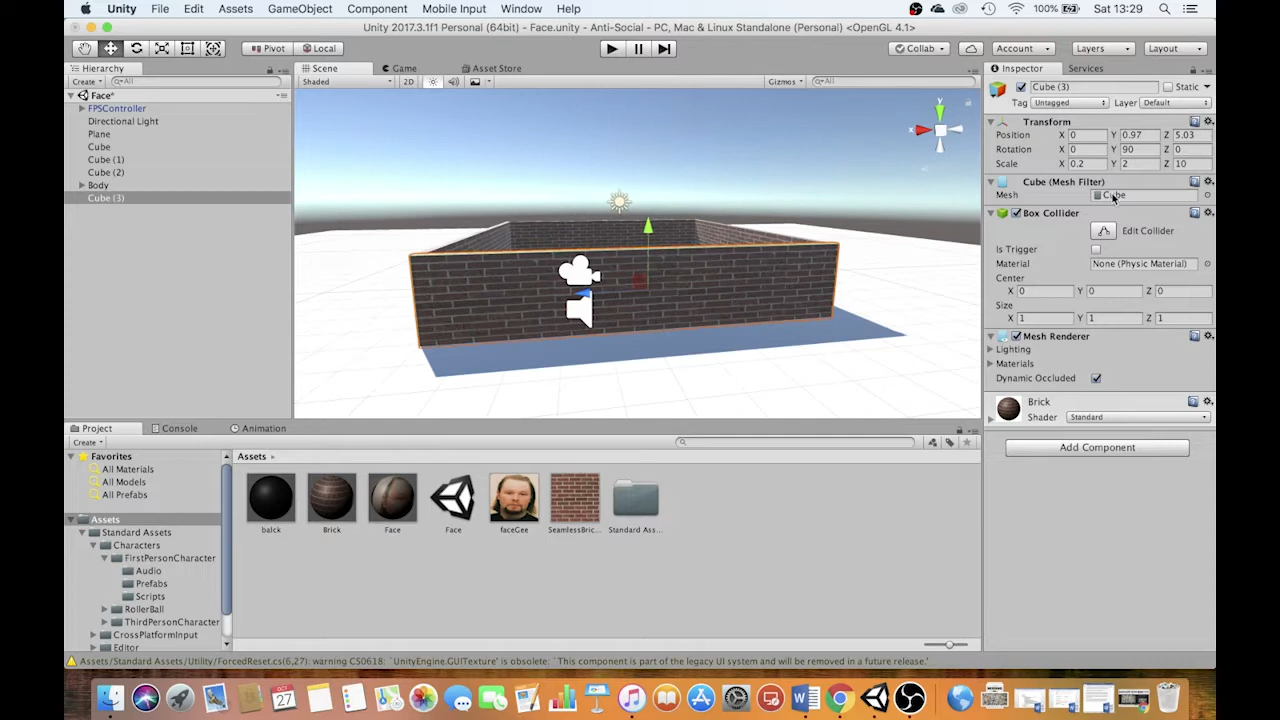 Unity File Edit Assets GameObject Component Mobile Input Window Help 100% Sat 13:29
Unity 2017.3.1f1 Personal (64bit) - Face.unity - Anti-Social - PC, Mac & Linux Standalone (Personal) <OpenGL 4.1>
Pivot Local Collab Account Layers Layout
Hierarchy
Create All
Face*
FPSController
Directional Light
Plane
Cube
Cube (1)
Cube (2)
Body
Cube (3)
Scene Game Asset Store
Shaded 2D Gizmos All
y
x
Inspector Services
Cube (3) Static
Tag Untagged Layer Default
Transform
Position X 0 Y 0.97 Z 5.03
Rotation X 0 Y 90 Z 0
Scale X 0.2 Y 2 Z 10
Cube (Mesh Filter)
Mesh Cube
Box Collider
Edit Collider
Is Trigger
Material None (Physic Material)
Center
X 0 Y 0 Z 0
Size
X 1 Y 1 Z 1
Mesh Renderer
Lighting
Materials
Dynamic Occluded
Brick
Shader Standard
Add Component
Project Console Animation
Create
Favorites
All Materials
All Models
All Prefabs
Assets
Standard Assets
Characters
FirstPersonCharacter
Audio
Prefabs
Scripts
RollerBall
ThirdPersonCharacter
CrossPlatformInput
Editor
Assets
balck Brick Face Face faceGee SeamlessBric... Standard Ass...
Assets/Standard Assets/Utility/ForcedReset.cs(6,27): warning CS0618: `UnityEngine.GUITexture' is obsolete: `This component is part of the legacy UI system and will be removed in a future release.'
OCT
27